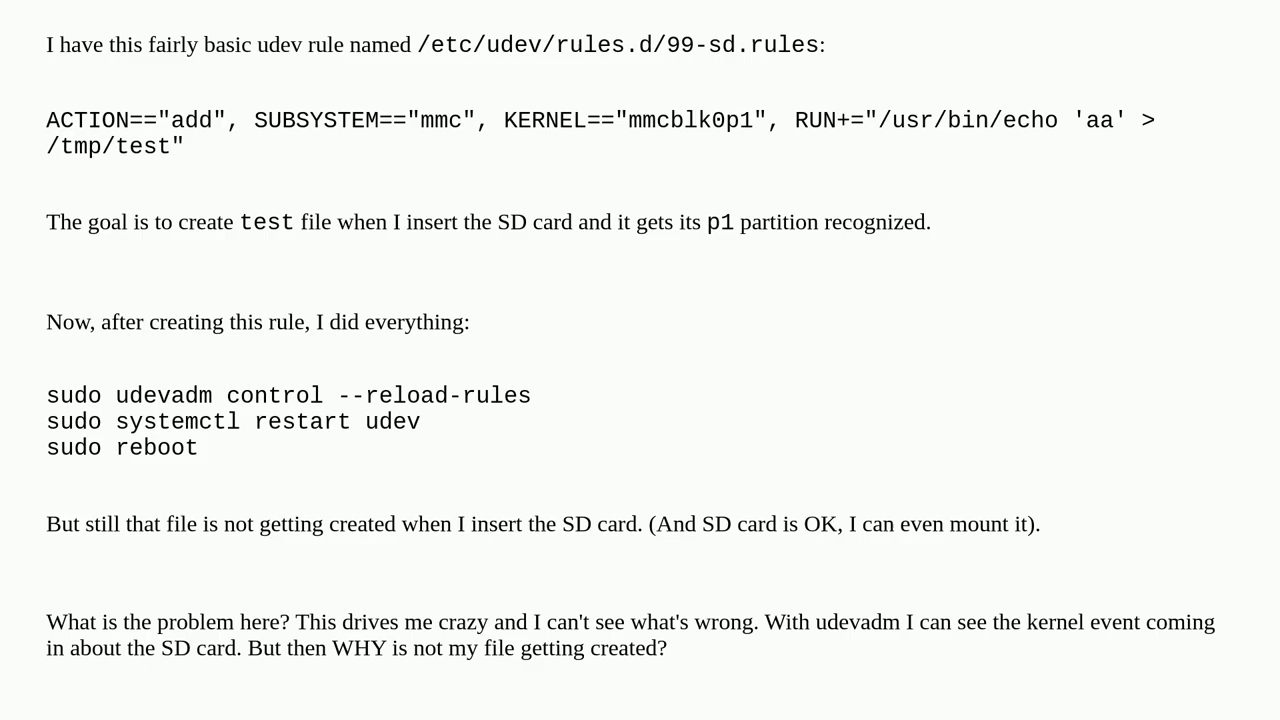 I have this fairly basic udev rule named /etc/udev/rules.d/99-sd.rules:
ACTION=="add", SUBSYSTEM=="mmc", KERNEL=="mmcblk0p1", RUN+="/usr/bin/echo 'aa' >
/tmp/test"
The goal is to create test file when I insert the SD card and it gets its p1 partition recognized.
Now, after creating this rule, I did everything:
sudo udevadm control --reload-rules
sudo systemctl restart udev
sudo reboot
But still that file is not getting created when I insert the SD card. (And SD card is OK, I can even mount it).
What is the problem here? This drives me crazy and I can't see what's wrong. With udevadm I can see the kernel event coming
in about the SD card. But then WHY is not my file getting created?